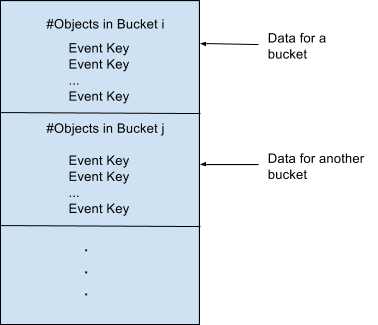 #Objects in Bucket i
Event Key
Event Key
...
Event Key
Data for a
bucket
#Objects in Bucket j
Event Key
Event Key
...
Event Key
Data for another
bucket
.
.
.